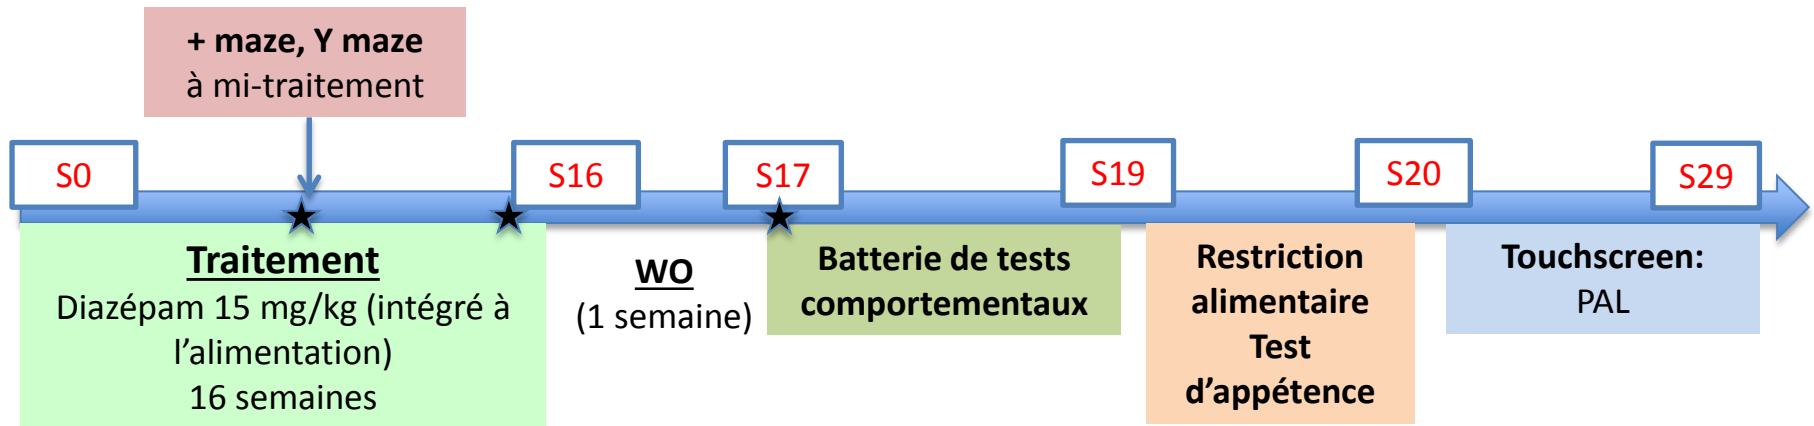 + maze, Y maze
à mi-traitement
S0
S16
S17
S19
S20
S29
Traitement
Diazépam 15 mg/kg (intégré à
l’alimentation)
16 semaines
WO
(1 semaine)
Batterie de tests
comportementaux
Restriction
alimentaire
Test
d’appétence
Touchscreen:
PAL